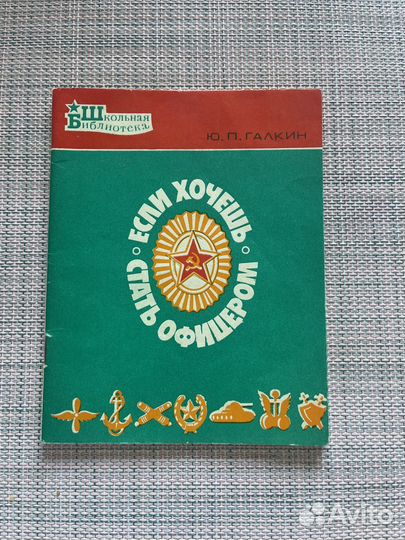 Школьная
Библиотека
Ю. П. ГАЛКИН
ЕСЛИ ХОЧЕШЬ
СТАТЬ ОФИЦЕРОМ
Avito